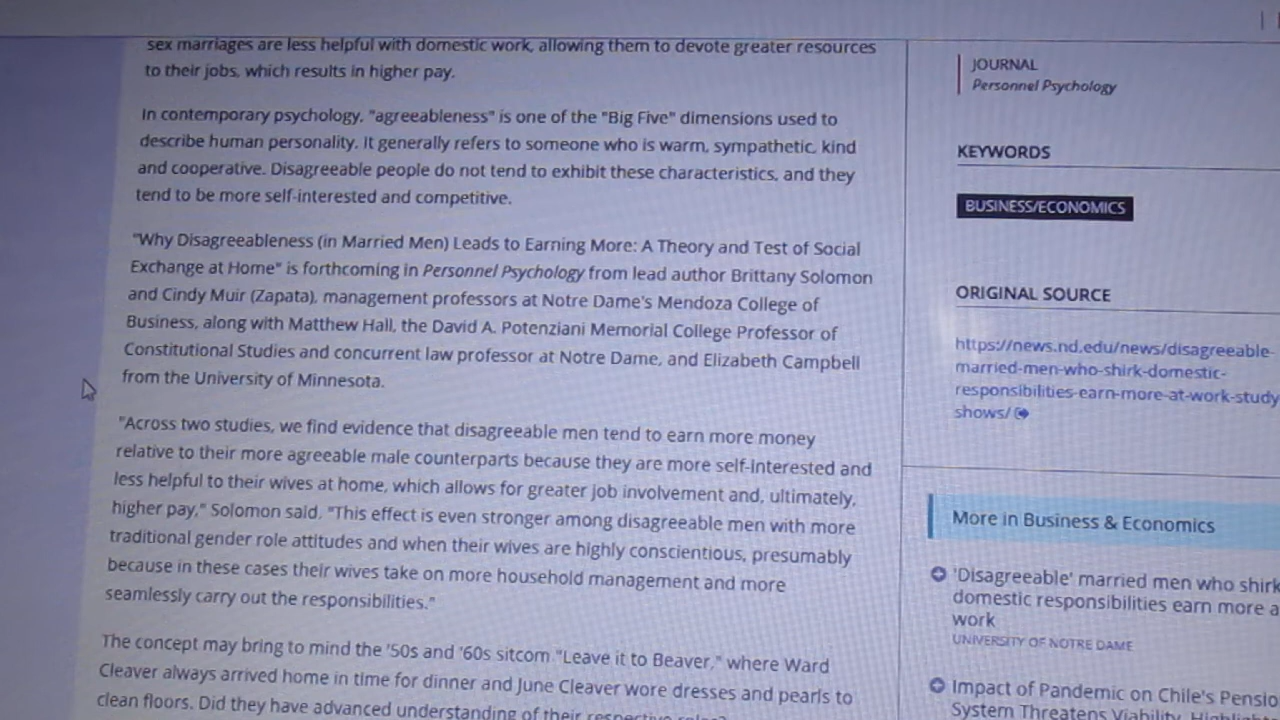 sex marriages are less helpful with domestic work, allowing them to devote greater resources
to their jobs, which results in higher pay.
In contemporary psychology, "agreeableness" is one of the "Big Five" dimensions used to
describe human personality. It generally refers to someone who is warm, sympathetic, kind
and cooperative. Disagreeable people do not tend to exhibit these characteristics, and they
tend to be more self-interested and competitive.
"Why Disagreeableness (in Married Men) Leads to Earning More: A Theory and Test of Social
Exchange at Home" is forthcoming in Personnel Psychology from lead author Brittany Solomon
and Cindy Muir (Zapata), management professors at Notre Dame's Mendoza College of
Business, along with Matthew Hall, the David A. Potenziani Memorial College Professor of
Constitutional Studies and concurrent law professor at Notre Dame, and Elizabeth Campbell
from the University of Minnesota.
"Across two studies, we find evidence that disagreeable men tend to earn more money
relative to their more agreeable male counterparts because they are more self-interested and
less helpful to their wives at home, which allows for greater job involvement and, ultimately,
higher pay," Solomon said. "This effect is even stronger among disagreeable men with more
traditional gender role attitudes and when their wives are highly conscientious, presumably
because in these cases their wives take on more household management and more
seamlessly carry out the responsibilities."
The concept may bring to mind the '50s and '60s sitcom "Leave it to Beaver," where Ward
Cleaver always arrived home in time for dinner and June Cleaver wore dresses and pearls to
clean floors. Did they have advanced understanding of their respective
JOURNAL
Personnel Psychology
KEYWORDS
BUSINESS/ECONOMICS
ORIGINAL SOURCE
https://news.nd.edu/news/disagreeable-
married-men-who-shirk-domestic-
responsibilities-earn-more-at-work-study
shows/
More in Business & Economics
'Disagreeable' married men who shirk
domestic responsibilities earn more a
work
UNIVERSITY OF NOTRE DAME
Impact of Pandemic on Chile's Pensio
System Threatens Viability,